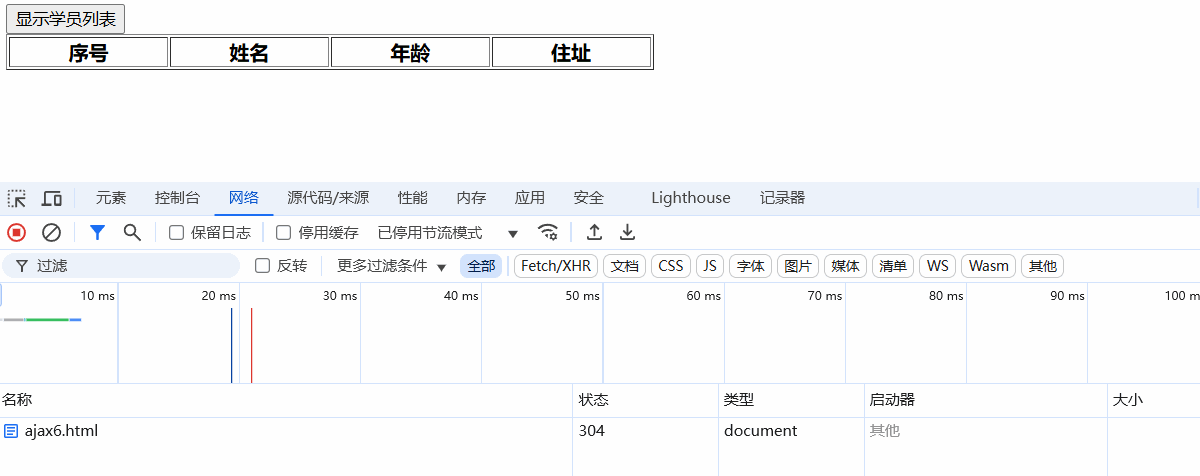 显示学员列表
序号 姓名 年龄 住址
元素 控制台 网络 源代码/来源 性能 内存 应用 安全 Lighthouse 记录器
保留日志 停用缓存 已停用节流模式
过滤 反转 更多过滤条件 全部 Fetch/XHR 文档 CSS JS 字体 图片 媒体 清单 WS Wasm 其他
10 ms 20 ms 30 ms 40 ms 50 ms 60 ms 70 ms 80 ms 90 ms 100 m
名称 状态 类型 启动器 大小
ajax6.html 304 document 其他